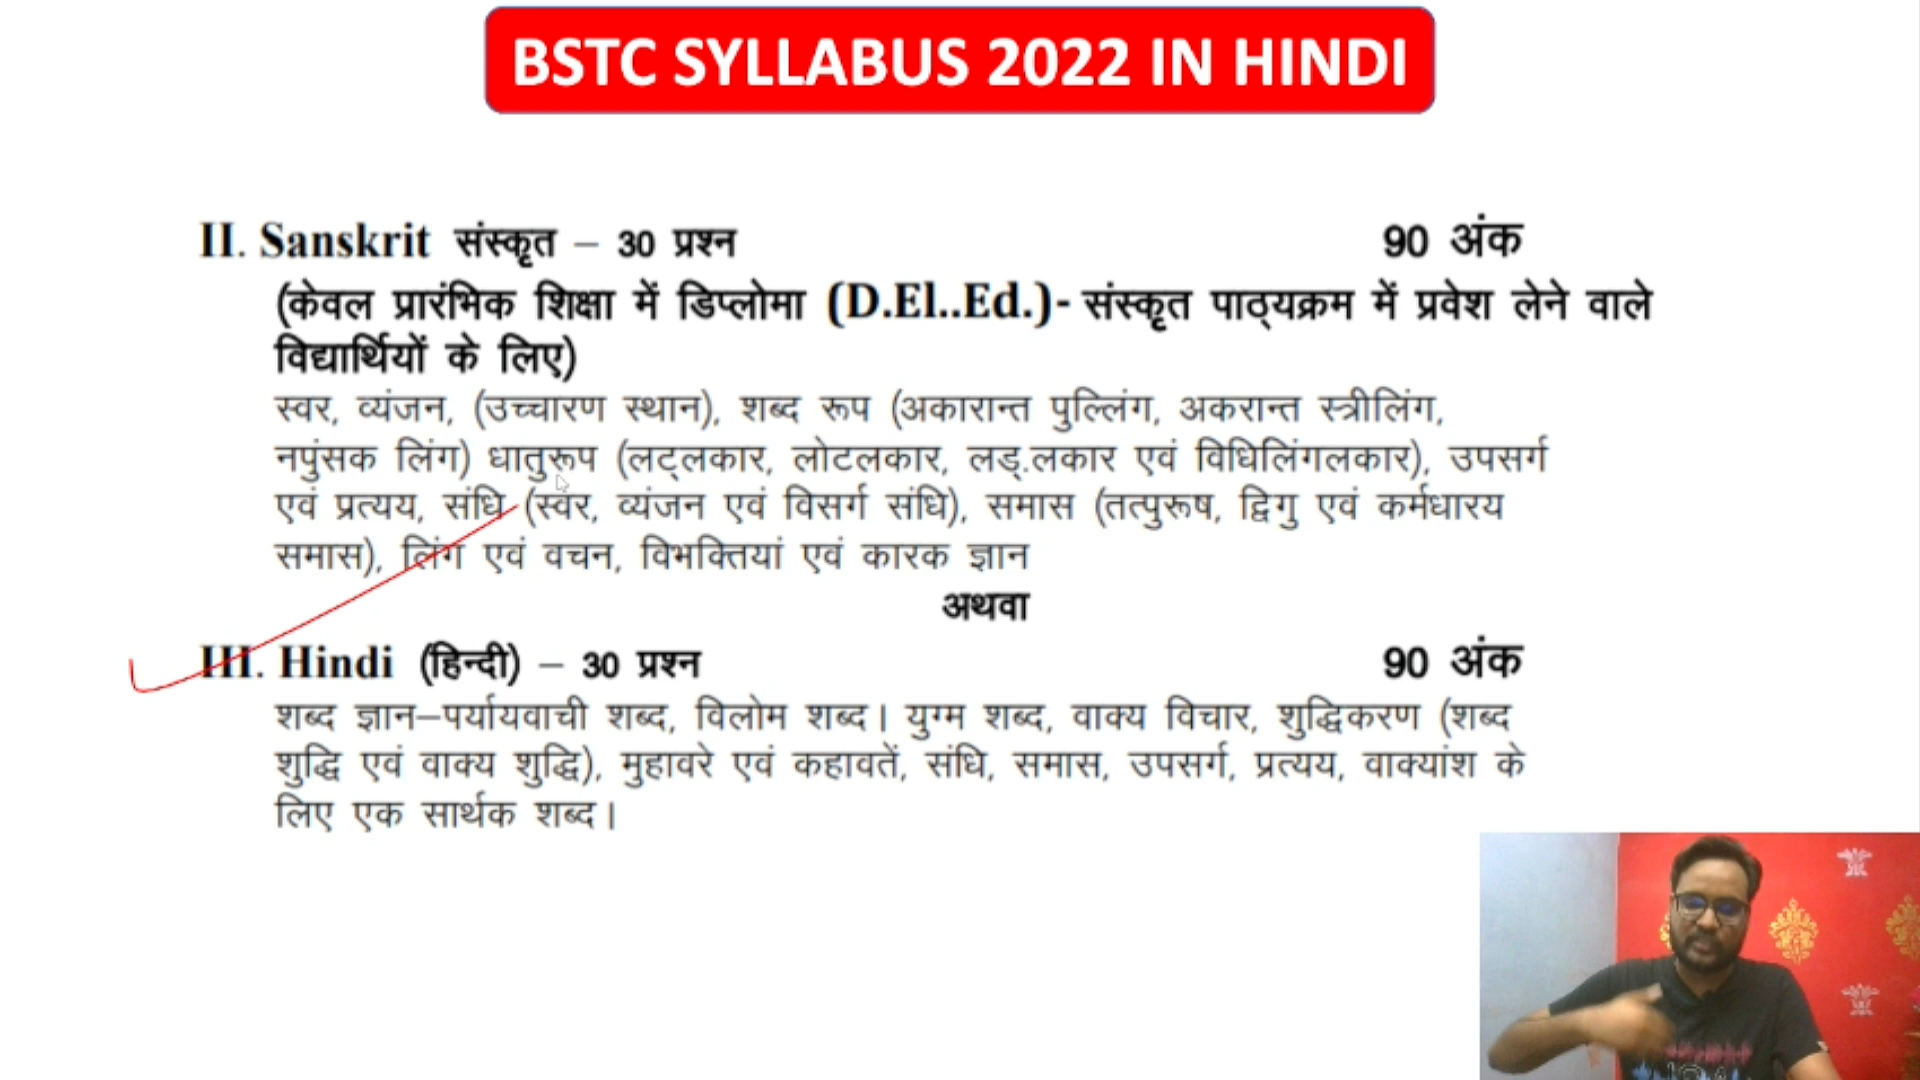 BSTC SYLLABUS 2022 IN HINDI
II. Sanskrit संस्कृत – 30 प्रश्न 90 अंक
(केवल प्रारंभिक शिक्षा में डिप्लोमा (D.El..Ed.)- संस्कृत पाठ्यक्रम में प्रवेश लेने वाले
विद्यार्थियों के लिए)
स्वर, व्यंजन, (उच्चारण स्थान), शब्द रूप (अकारान्त पुल्लिंग, अकरान्त स्त्रीलिंग,
नपुंसक लिंग) धातुरूप (लट्लकार, लोटलकार, लड्.लकार एवं विधिलिंगलकार), उपसर्ग
एवं प्रत्यय, संधि (स्वर, व्यंजन एवं विसर्ग संधि), समास (तत्पुरूष, द्विगु एवं कर्मधारय
समास), लिंग एवं वचन, विभक्तियां एवं कारक ज्ञान
अथवा
III. Hindi (हिन्दी) – 30 प्रश्न 90 अंक
शब्द ज्ञान–पर्यायवाची शब्द, विलोम शब्द। युग्म शब्द, वाक्य विचार, शुद्धिकरण (शब्द
शुद्धि एवं वाक्य शुद्धि), मुहावरे एवं कहावतें, संधि, समास, उपसर्ग, प्रत्यय, वाक्यांश के
लिए एक सार्थक शब्द।